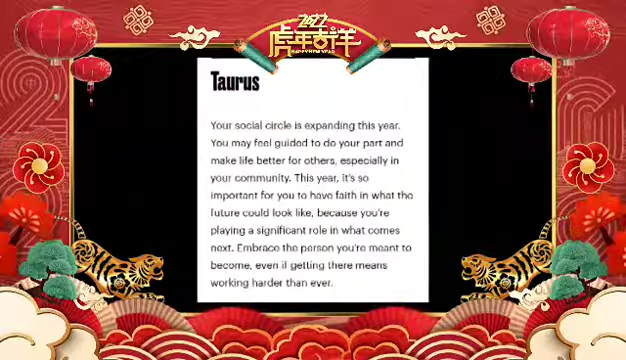 2022
虎年吉祥
HAPPY NEW YEAR
Taurus
Your social circle is expanding this year.
You may feel guided to do your part and
make life better for others, especially in
your community. This year, it's so
important for you to have faith in what the
future could look like, because you're
playing a significant role in what comes
next. Embrace the person you're meant to
become, even if getting there means
working harder than ever.